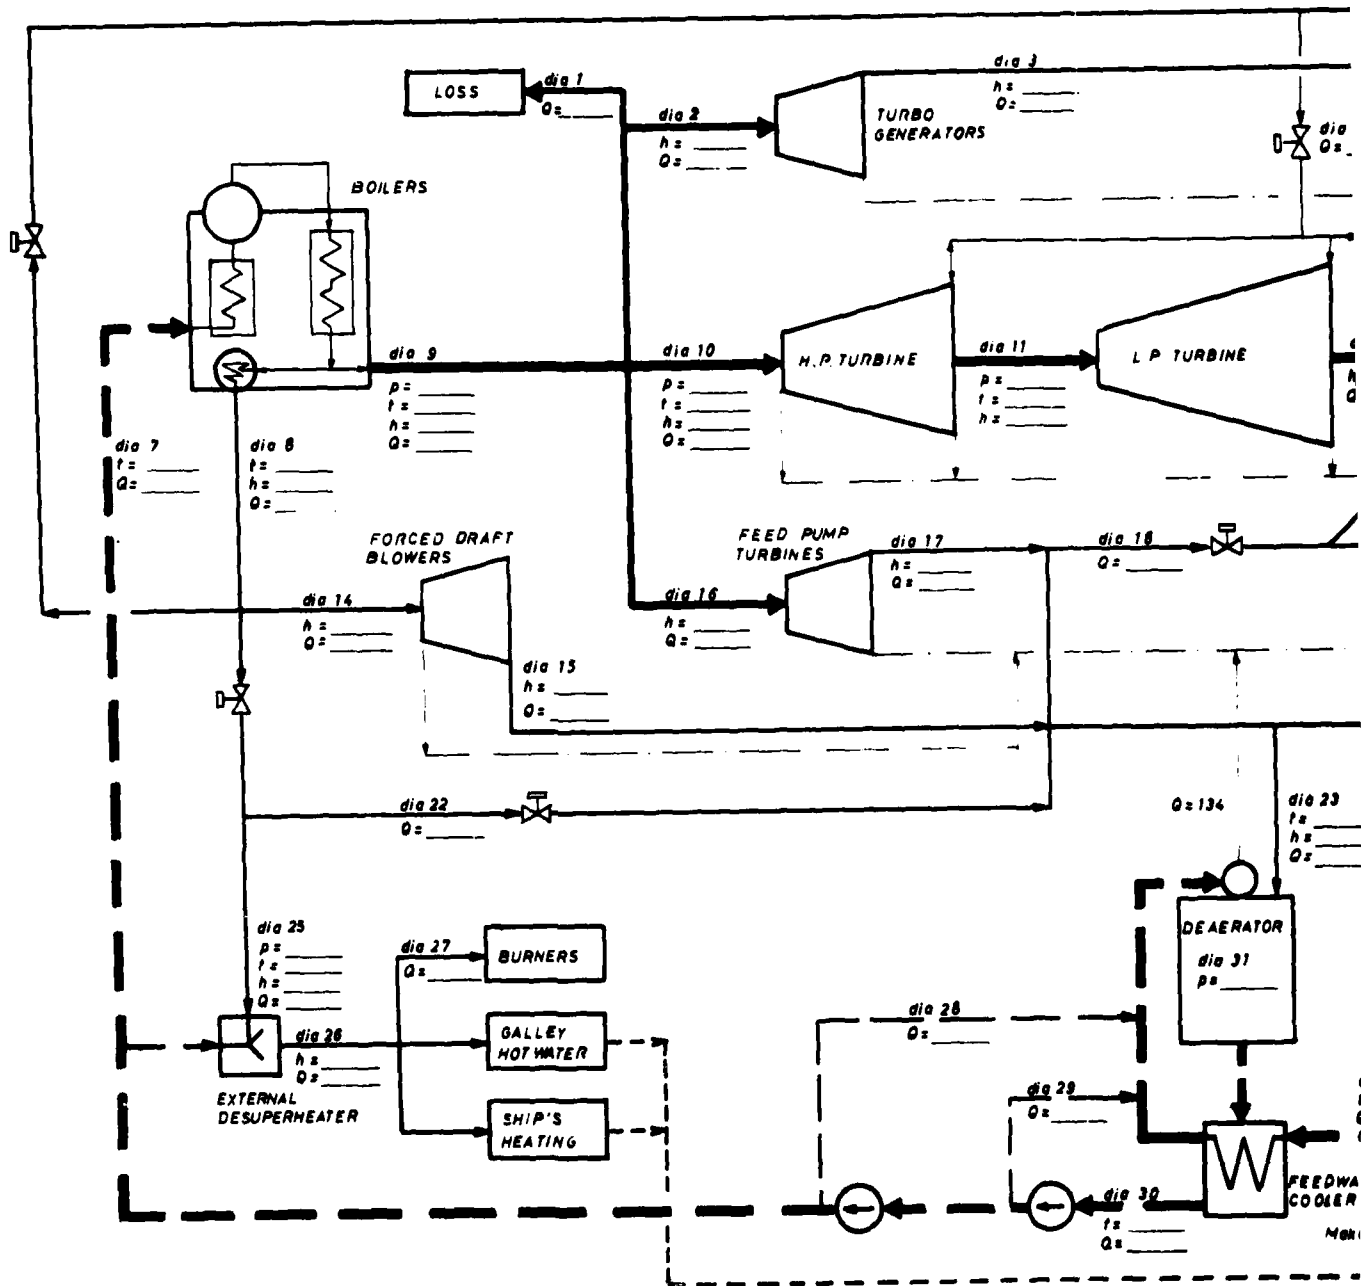 LOSS
dia 1
Q=
dia 2
h=
Q=
dia 3
h=
Q=
TURBO
GENERATORS
dia
Q=
BOILERS
dia 9
p=
t=
h=
Q=
dia 10
p=
t=
h=
Q=
H.P. TURBINE
dia 11
p=
t=
h=
L P. TURBINE
h
Q
dia 7
t=
Q=
dia 8
t=
h=
Q=
FORCED DRAFT
BLOWERS
FEED PUMP
TURBINES
dia 17
h=
Q=
dia 18
Q=
dia 14
h=
Q=
dia 16
h=
Q=
dia 15
h=
Q=
dia 22
Q=
Q=134
dia 23
t=
h=
Q=
dia 25
p=
t=
h=
Q=
dia 27
Q=
BURNERS
DEAERATOR
dia 31
p=
dia 26
h=
Q=
GALLEY
HOT WATER
dia 28
Q=
EXTERNAL
DESUPERHEATER
SHIP'S
HEATING
dia 29
Q=
dia 30
t=
Q=
FEEDWA
COOLER